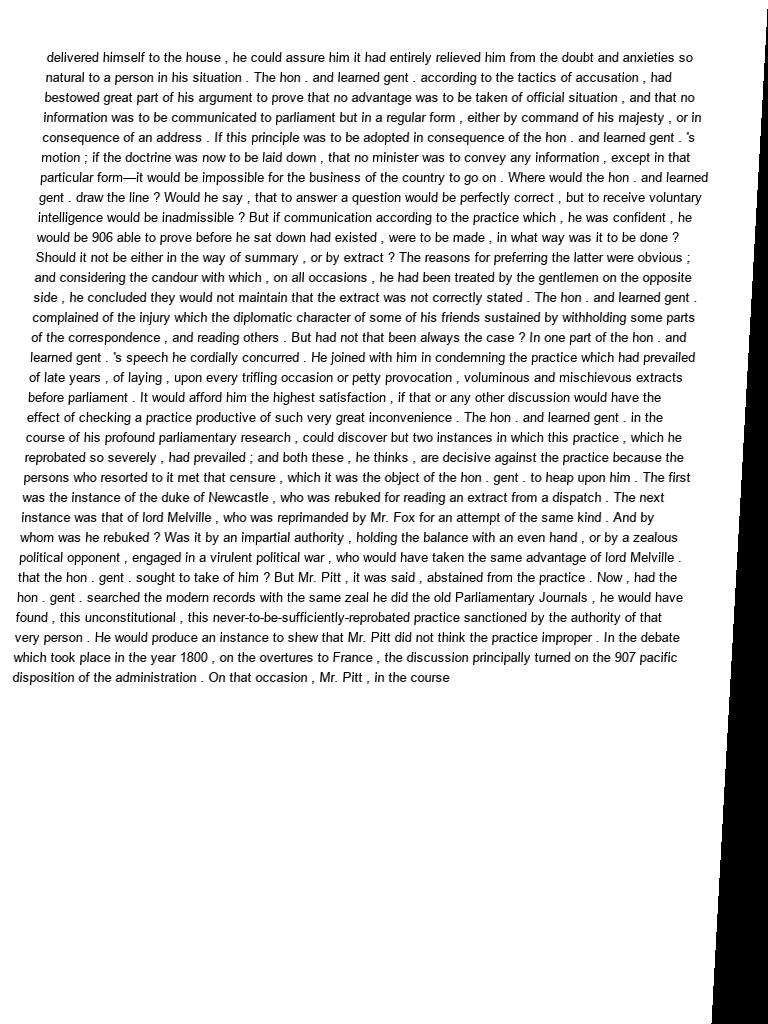 delivered himself to the house , he could assure him it had entirely relieved him from the doubt and anxieties so
natural to a person in his situation . The hon . and learned gent . according to the tactics of accusation , had
bestowed great part of his argument to prove that no advantage was to be taken of official situation , and that no
information was to be communicated to parliament but in a regular form , either by command of his majesty , or in
consequence of an address . If this principle was to be adopted in consequence of the hon . and learned gent . 's
motion ; if the doctrine was now to be laid down , that no minister was to convey any information , except in that
particular form—it would be impossible for the business of the country to go on . Where would the hon . and learned
gent . draw the line ? Would he say , that to answer a question would be perfectly correct , but to receive voluntary
intelligence would be inadmissible ? But if communication according to the practice which , he was confident , he
would be 906 able to prove before he sat down had existed , were to be made , in what way was it to be done ?
Should it not be either in the way of summary , or by extract ? The reasons for preferring the latter were obvious ;
and considering the candour with which , on all occasions , he had been treated by the gentlemen on the opposite
side , he concluded they would not maintain that the extract was not correctly stated . The hon . and learned gent .
complained of the injury which the diplomatic character of some of his friends sustained by withholding some parts
of the correspondence , and reading others . But had not that been always the case ? In one part of the hon . and
learned gent . 's speech he cordially concurred . He joined with him in condemning the practice which had prevailed
of late years , of laying , upon every trifling occasion or petty provocation , voluminous and mischievous extracts
before parliament . It would afford him the highest satisfaction , if that or any other discussion would have the
effect of checking a practice productive of such very great inconvenience . The hon . and learned gent . in the
course of his profound parliamentary research , could discover but two instances in which this practice , which he
reprobated so severely , had prevailed ; and both these , he thinks , are decisive against the practice because the
persons who resorted to it met that censure , which it was the object of the hon . gent . to heap upon him . The first
was the instance of the duke of Newcastle , who was rebuked for reading an extract from a dispatch . The next
instance was that of lord Melville , who was reprimanded by Mr. Fox for an attempt of the same kind . And by
whom was he rebuked ? Was it by an impartial authority , holding the balance with an even hand , or by a zealous
political opponent , engaged in a virulent political war , who would have taken the same advantage of lord Melville .
that the hon . gent . sought to take of him ? But Mr. Pitt , it was said , abstained from the practice . Now , had the
hon . gent . searched the modern records with the same zeal he did the old Parliamentary Journals , he would have
found , this unconstitutional , this never-to-be-sufficiently-reprobated practice sanctioned by the authority of that
very person . He would produce an instance to shew that Mr. Pitt did not think the practice improper . In the debate
which took place in the year 1800 , on the overtures to France , the discussion principally turned on the 907 pacific
disposition of the administration . On that occasion , Mr. Pitt , in the course